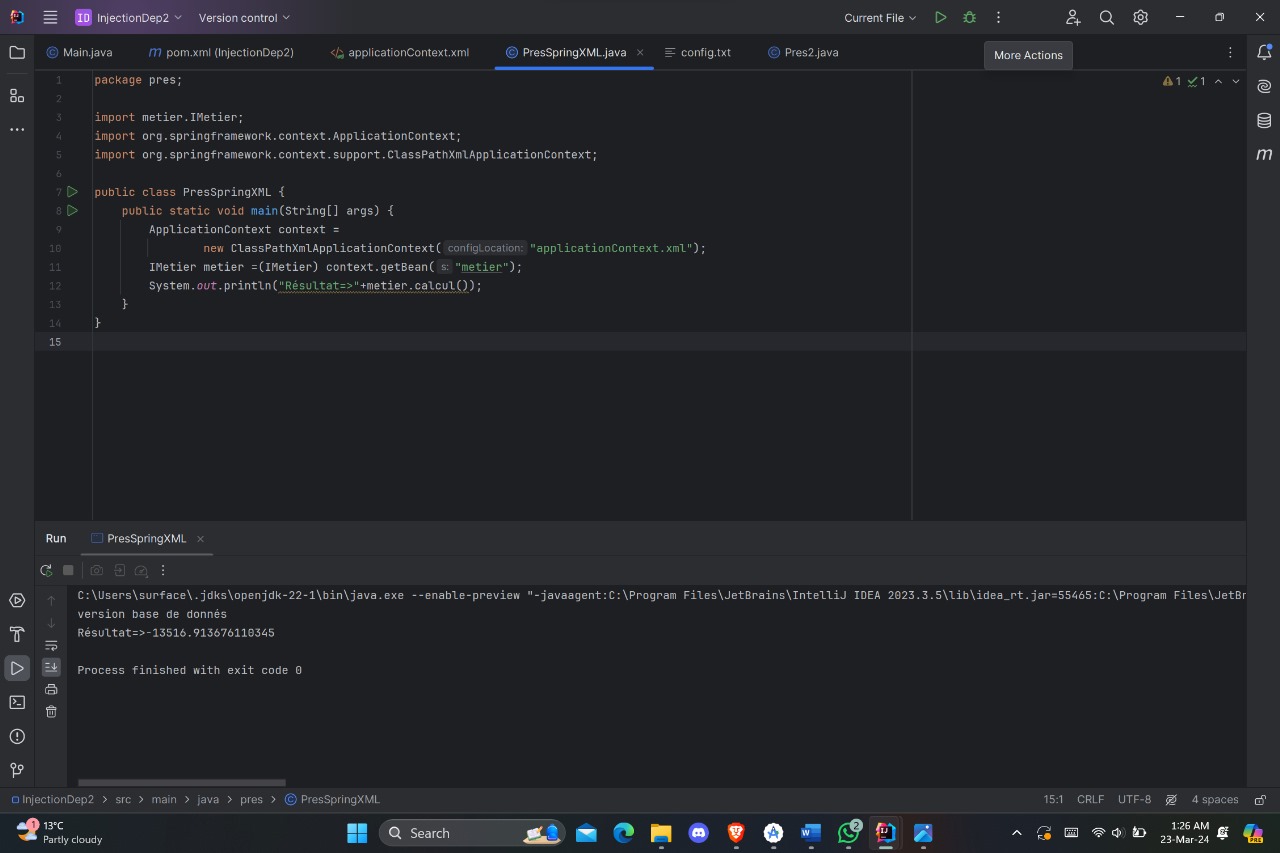 ID InjectionDep2 Version control Current File
Main.java pom.xml (InjectionDep2) applicationContext.xml PresSpringXML.java config.txt Pres2.java
More Actions
1 package pres; 1 1
2
3 import metier.IMetier;
4 import org.springframework.context.ApplicationContext;
5 import org.springframework.context.support.ClassPathXmlApplicationContext;
6
7 public class PresSpringXML {
8 public static void main(String[] args) {
9 ApplicationContext context =
10 new ClassPathXmlApplicationContext( configLocation: "applicationContext.xml");
11 IMetier metier =(IMetier) context.getBean( s: "metier");
12 System.out.println("Résultat=>"+metier.calcul());
13 }
14 }
15
Run PresSpringXML
C:\Users\surface\.jdks\openjdk-22-1\bin\java.exe --enable-preview "-javaagent:C:\Program Files\JetBrains\IntelliJ IDEA 2023.3.5\lib\idea_rt.jar=55465:C:\Program Files\JetBr
version base de donnés
Résultat=>-13516.913676110345
Process finished with exit code 0
InjectionDep2 > src > main > java > pres > PresSpringXML 15:1 CRLF UTF-8 4 spaces
1 13°C
Partly cloudy
Search
2
1:26 AM
23-Mar-24
PRE